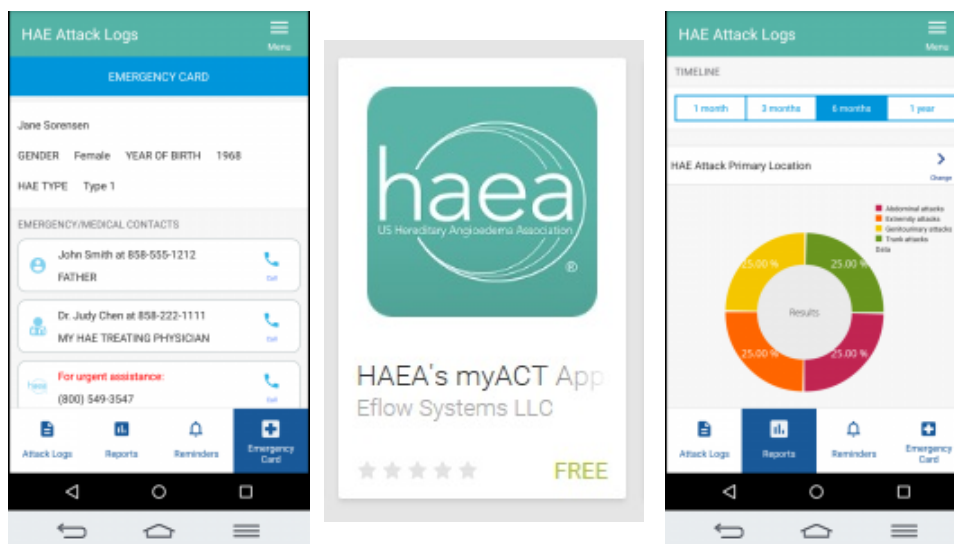 HAE Attack Logs
Menu
EMERGENCY CARD
Jane Sorensen
GENDER Female YEAR OF BIRTH 1968
HAE TYPE Type 1
EMERGENCY/MEDICAL CONTACTS
John Smith at 858-555-1212
FATHER
Call
Dr. Judy Chen at 858-222-1111
MY HAE TREATING PHYSICIAN
Call
For urgent assistance:
haea
(800) 549-3547
Call
Attack Logs
Reports
Reminders
Emergency
Card
haea
US Hereditary Angioedema Association
®
HAEA's myACT App
Eflow Systems LLC
FREE
HAE Attack Logs
Menu
TIMELINE
1 month
3 months
6 months
1 year
HAE Attack Primary Location
Change
Abdominal attacks
Extremity attacks
Genitourinary attacks
Trunk attacks
Data
25.00 %
25.00 %
Results
25.00 %
25.00 %
Attack Logs
Reports
Reminders
Emergency
Card